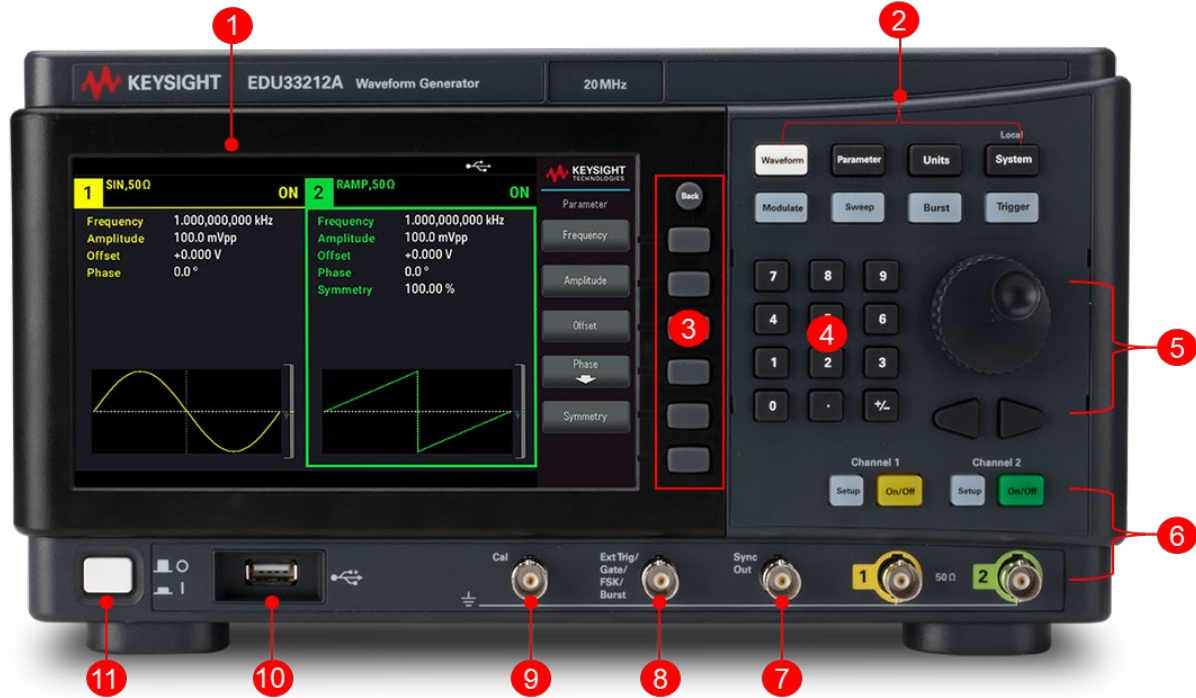 1
2
KEYSIGHT EDU33212A Waveform Generator 20 MHz
Local
Waveform Parameter Units System
Modulate Sweep Burst Trigger
1 SIN,50Ω ON
Frequency 1.000,000,000 kHz
Amplitude 100.0 mVpp
Offset +0.000 V
Phase 0.0 °
2 RAMP,50Ω ON
Frequency 1.000,000,000 kHz
Amplitude 100.0 mVpp
Offset +0.000 V
Phase 0.0 °
Symmetry 100.00 %
KEYSIGHT
TECHNOLOGIES
Parameter
Frequency
Amplitude
Offset
Phase
Symmetry
Back
3
7 8 9
4 6
4
1 2 3
0 . +/-
5
Channel 1 Channel 2
Setup On/Off Setup On/Off
6
Cal
Ext Trig/
Gate/
FSK/
Burst
Sync
Out
1 50 Ω 2
11
10
9
8
7